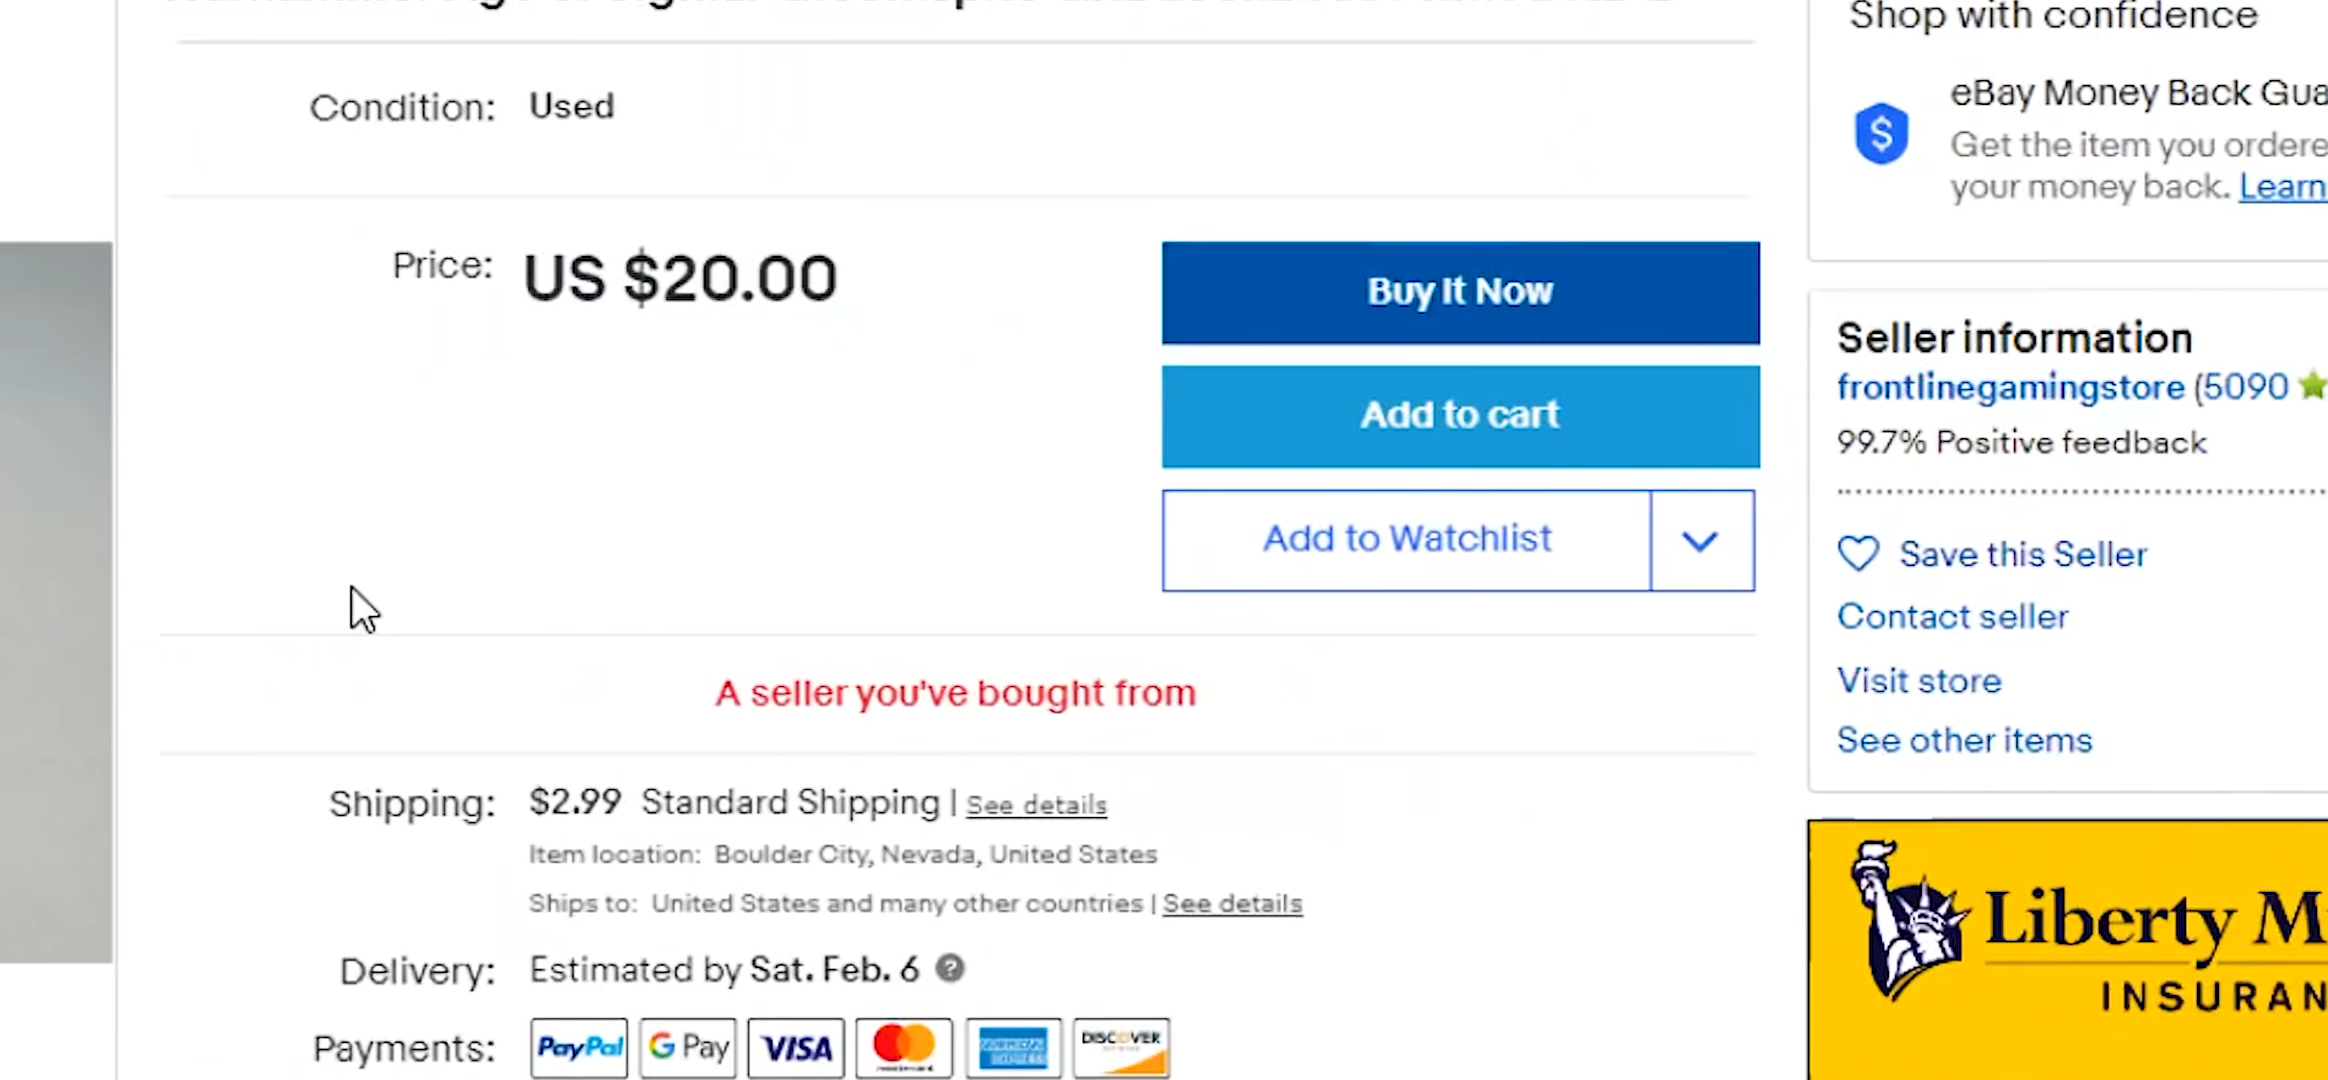 Shop with confidence
Condition: Used
eBay Money Back Gua
Get the item you ordere
your money back. Learn
Price: US $20.00
Buy It Now
Add to cart
Add to Watchlist
Seller information
frontlinegamingstore (5090
99.7% Positive feedback
Save this Seller
Contact seller
Visit store
See other items
A seller you've bought from
Shipping: $2.99 Standard Shipping | See details
Item location: Boulder City, Nevada, United States
Ships to: United States and many other countries | See details
Delivery: Estimated by Sat. Feb. 6 ?
Payments: PayPal G Pay VISA mastercard AMERICAN EXPRESS DISCOVER
Liberty M
INSURAN